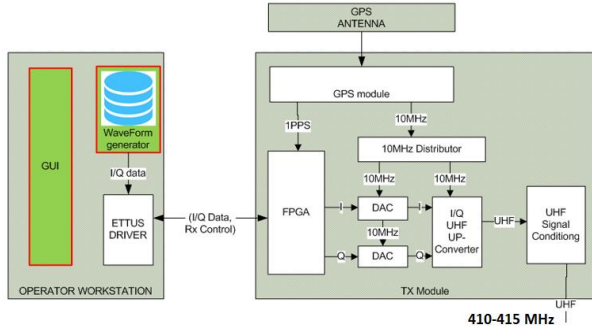 GPS
ANTENNA
GPS module
1PPS
10MHz
10MHz Distributor
10MHz
10MHz
WaveForm
generator
GUI
I/Q data
ETTUS
DRIVER
(I/Q Data,
Rx Control)
FPGA
I
DAC
I
10MHz
Q
DAC
Q
I/Q
UHF
UP-
Converter
UHF
UHF
Signal
Conditiong
OPERATOR WORKSTATION
TX Module
UHF
410-415 MHz